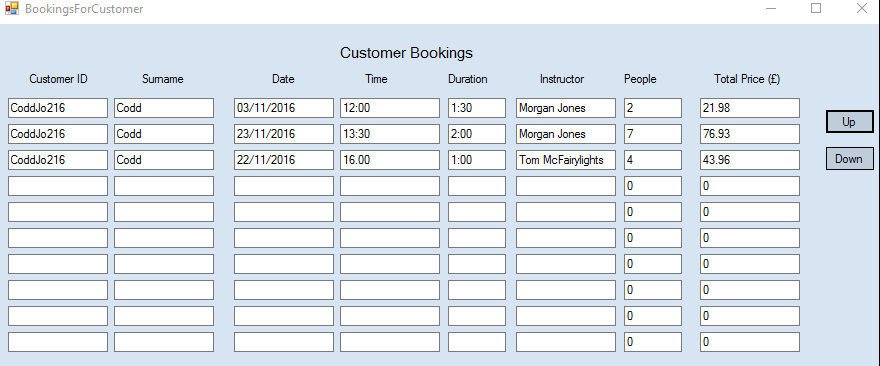 BookingsForCustomer
Customer Bookings
Customer ID Surname Date Time Duration Instructor People Total Price (£)
CoddJo216 Codd 03/11/2016 12:00 1:30 Morgan Jones 2 21.98
Up
CoddJo216 Codd 23/11/2016 13:30 2:00 Morgan Jones 7 76.93
CoddJo216 Codd 22/11/2016 16.00 1:00 Tom McFairylights 4 43.96
Down
0 0
0 0
0 0
0 0
0 0
0 0
0 0